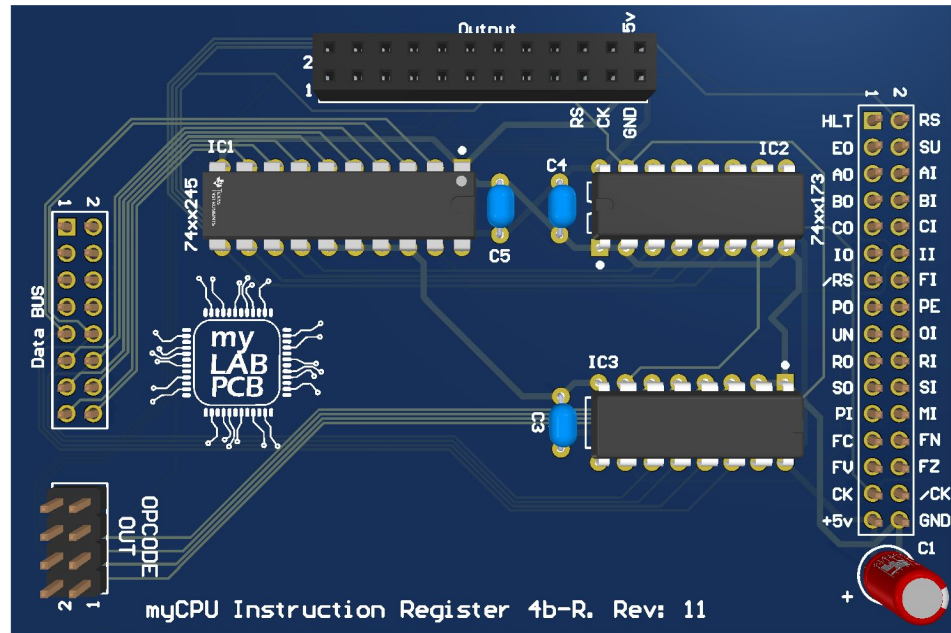 Output
5v
2
1
RS
CK
GND
IC1
74xx245
C5
C4
IC2
74xx173
1 2
HLT RS
EO SU
AO AI
BO BI
CO CI
IO II
/RS FI
PO PE
UN OI
RO RI
SO SI
PI MI
FC FN
FV FZ
CK /CK
+5v GND
C1
+
1 2
Data BUS
my
LAB
PCB
IC3
C3
OPCODE
OUT
2 1
myCPU Instruction Register 4b-R. Rev: 11